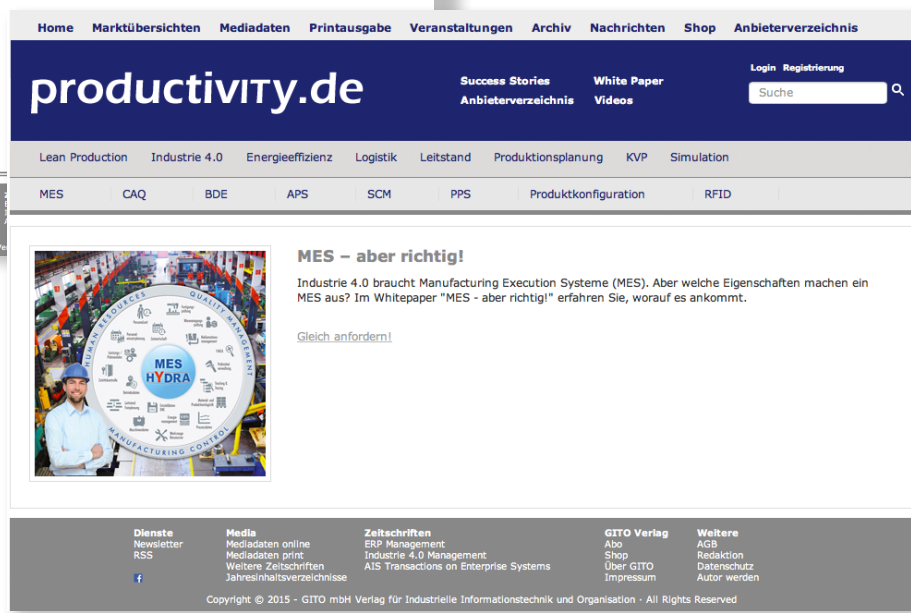 Home Marktübersichten Mediadaten Printausgabe Veranstaltungen Archiv Nachrichten Shop Anbieterverzeichnis
Login Registrierung
productivITy.de
Success Stories White Paper
Suche
Anbieterverzeichnis Videos
Lean Production Industrie 4.0 Energieeffizienz Logistik Leitstand Produktionsplanung KVP Simulation
MES CAQ BDE APS SCM PPS Produktkonfiguration RFID
MES – aber richtig!
Industrie 4.0 braucht Manufacturing Execution Systeme (MES). Aber welche Eigenschaften machen ein
MES aus? Im Whitepaper "MES - aber richtig!" erfahren Sie, worauf es ankommt.
Gleich anfordern!
HUMAN RESOURCES
QUALITY MANAGEMENT
MES
HYDRA
MANUFACTURING CONTROL
Dienste Media Zeitschriften GITO Verlag Weitere
Newsletter Mediadaten online ERP Management Abo AGB
RSS Mediadaten print Industrie 4.0 Management Shop Redaktion
Weitere Zeitschriften AIS Transactions on Enterprise Systems Über GITO Datenschutz
Jahresinhaltsverzeichnisse Impressum Autor werden
Copyright © 2015 - GITO mbH Verlag für Industrielle Informationstechnik und Organisation · All Rights Reserved